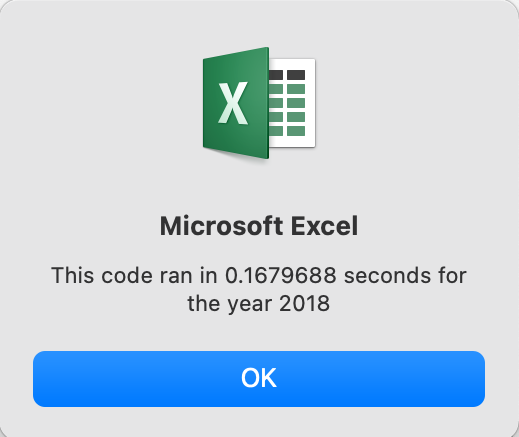 X
Microsoft Excel
This code ran in 0.1679688 seconds for
the year 2018
OK